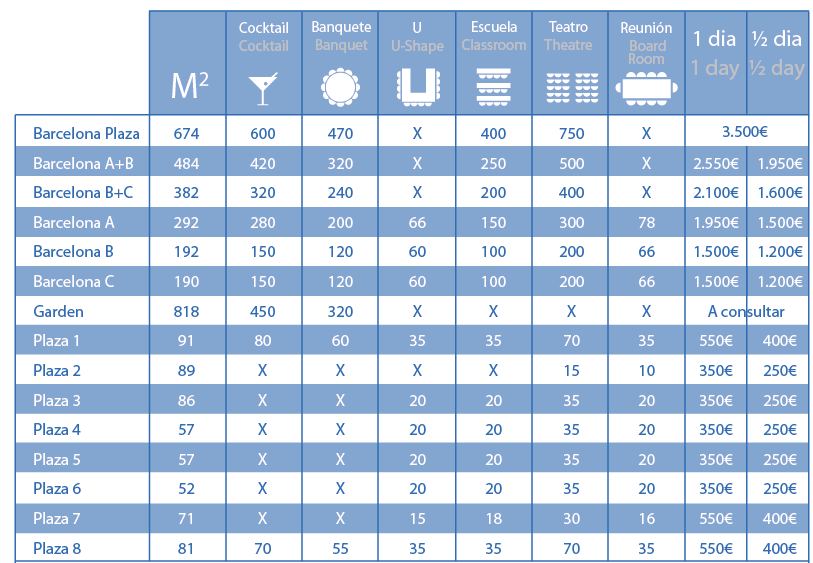 M² Cocktail Banquete U Escuela Teatro Reunión 1 dia ½ dia
Cocktail Banquet U-Shape Classroom Theatre Board Room 1 day ½ day
Barcelona Plaza 674 600 470 X 400 750 X 3.500€
Barcelona A+B 484 420 320 X 250 500 X 2.550€ 1.950€
Barcelona B+C 382 320 240 X 200 400 X 2.100€ 1.600€
Barcelona A 292 280 200 66 150 300 78 1.950€ 1.500€
Barcelona B 192 150 120 60 100 200 66 1.500€ 1.200€
Barcelona C 190 150 120 60 100 200 66 1.500€ 1.200€
Garden 818 450 320 X X X X A consultar
Plaza 1 91 80 60 35 35 70 35 550€ 400€
Plaza 2 89 X X X X 15 10 350€ 250€
Plaza 3 86 X X 20 20 35 20 350€ 250€
Plaza 4 57 X X 20 20 35 20 350€ 250€
Plaza 5 57 X X 20 20 35 20 350€ 250€
Plaza 6 52 X X 20 20 35 20 350€ 250€
Plaza 7 71 X X 15 18 30 16 550€ 400€
Plaza 8 81 70 55 35 35 70 35 550€ 400€